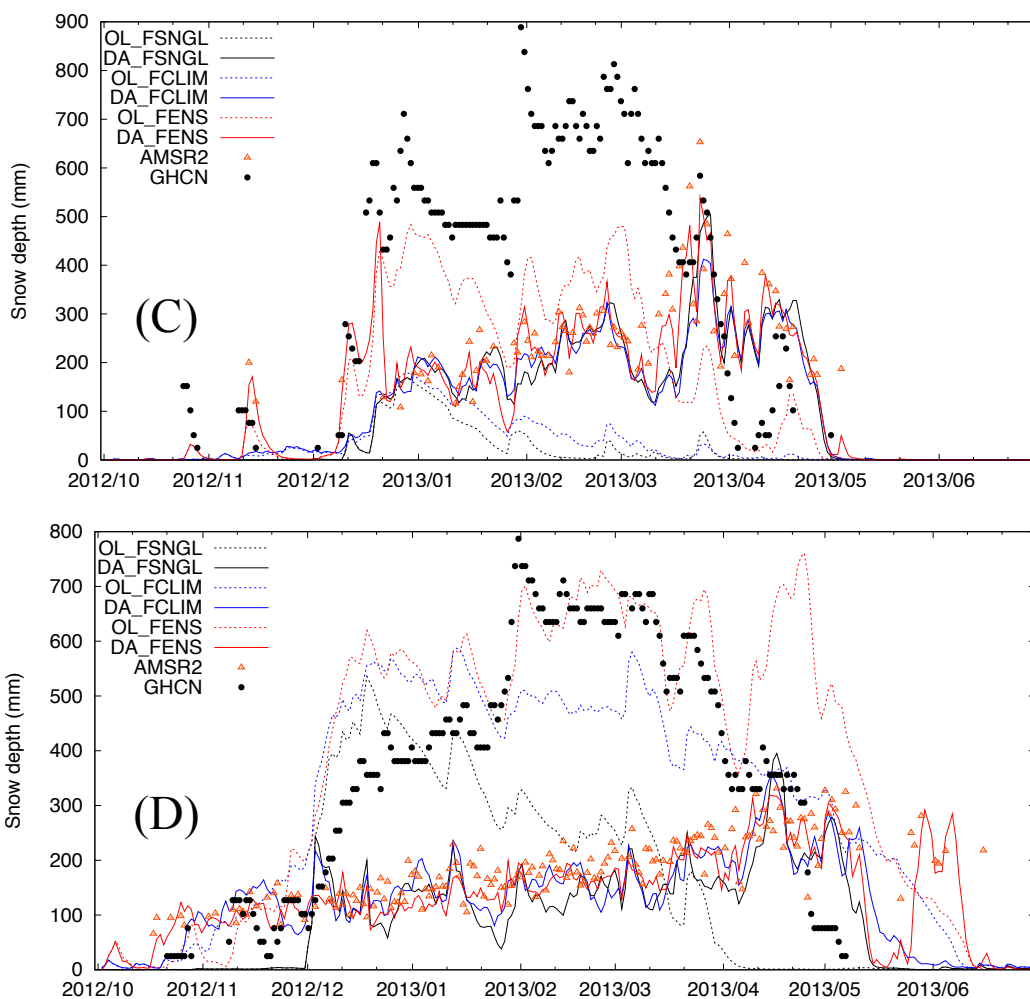 900
800
700
600
500
400
300
200
100
0
Snow depth (mm)
OL_FSNGL
DA_FSNGL
OL_FCLIM
DA_FCLIM
OL_FENS
DA_FENS
AMSR2
GHCN
(C)
2012/10 2012/11 2012/12 2013/01 2013/02 2013/03 2013/04 2013/05 2013/06
800
700
600
500
400
300
200
100
0
Snow depth (mm)
OL_FSNGL
DA_FSNGL
OL_FCLIM
DA_FCLIM
OL_FENS
DA_FENS
AMSR2
GHCN
(D)
2012/10 2012/11 2012/12 2013/01 2013/02 2013/03 2013/04 2013/05 2013/06